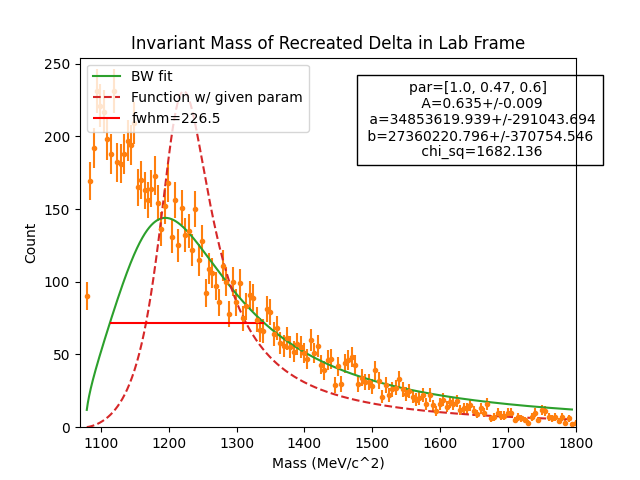 Invariant Mass of Recreated Delta in Lab Frame
BW fit
Function w/ given param
fwhm=226.5
par=[1.0, 0.47, 0.6]
A=0.635+/-0.009
a=34853619.939+/-291043.694
b=27360220.796+/-370754.546
chi_sq=1682.136
Count
250
200
150
100
50
0
1100 1200 1300 1400 1500 1600 1700 1800
Mass (MeV/c^2)